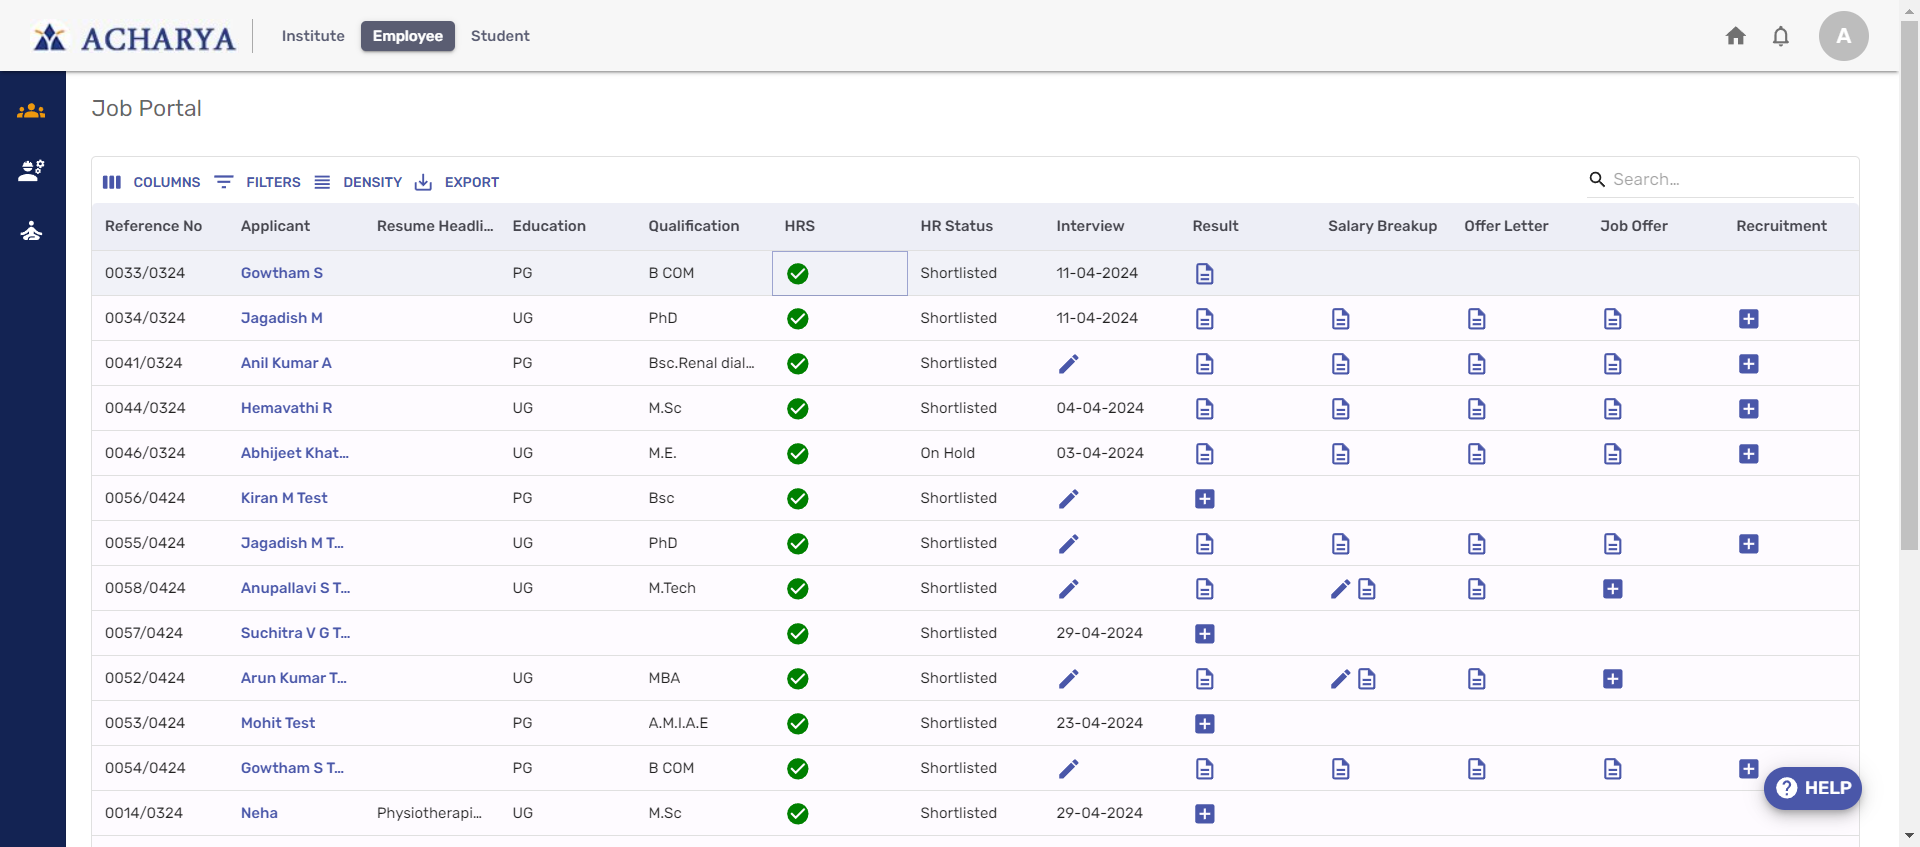 ACHARYA Institute Employee Student A
Job Portal
COLUMNS FILTERS DENSITY EXPORT Search...
Reference No Applicant Resume Headli... Education Qualification HRS HR Status Interview Result Salary Breakup Offer Letter Job Offer Recruitment
0033/0324 Gowtham S PG B COM Shortlisted 11-04-2024
0034/0324 Jagadish M UG PhD Shortlisted 11-04-2024
0041/0324 Anil Kumar A PG Bsc.Renal dial... Shortlisted
0044/0324 Hemavathi R UG M.Sc Shortlisted 04-04-2024
0046/0324 Abhijeet Khat... UG M.E. On Hold 03-04-2024
0056/0424 Kiran M Test PG Bsc Shortlisted
0055/0424 Jagadish M T... UG PhD Shortlisted
0058/0424 Anupallavi S T... UG M.Tech Shortlisted
0057/0424 Suchitra V G T... Shortlisted 29-04-2024
0052/0424 Arun Kumar T... UG MBA Shortlisted
0053/0424 Mohit Test PG A.M.I.A.E Shortlisted 23-04-2024
0054/0424 Gowtham S T... PG B COM Shortlisted
HELP
0014/0324 Neha Physiotherapi... UG M.Sc Shortlisted 29-04-2024